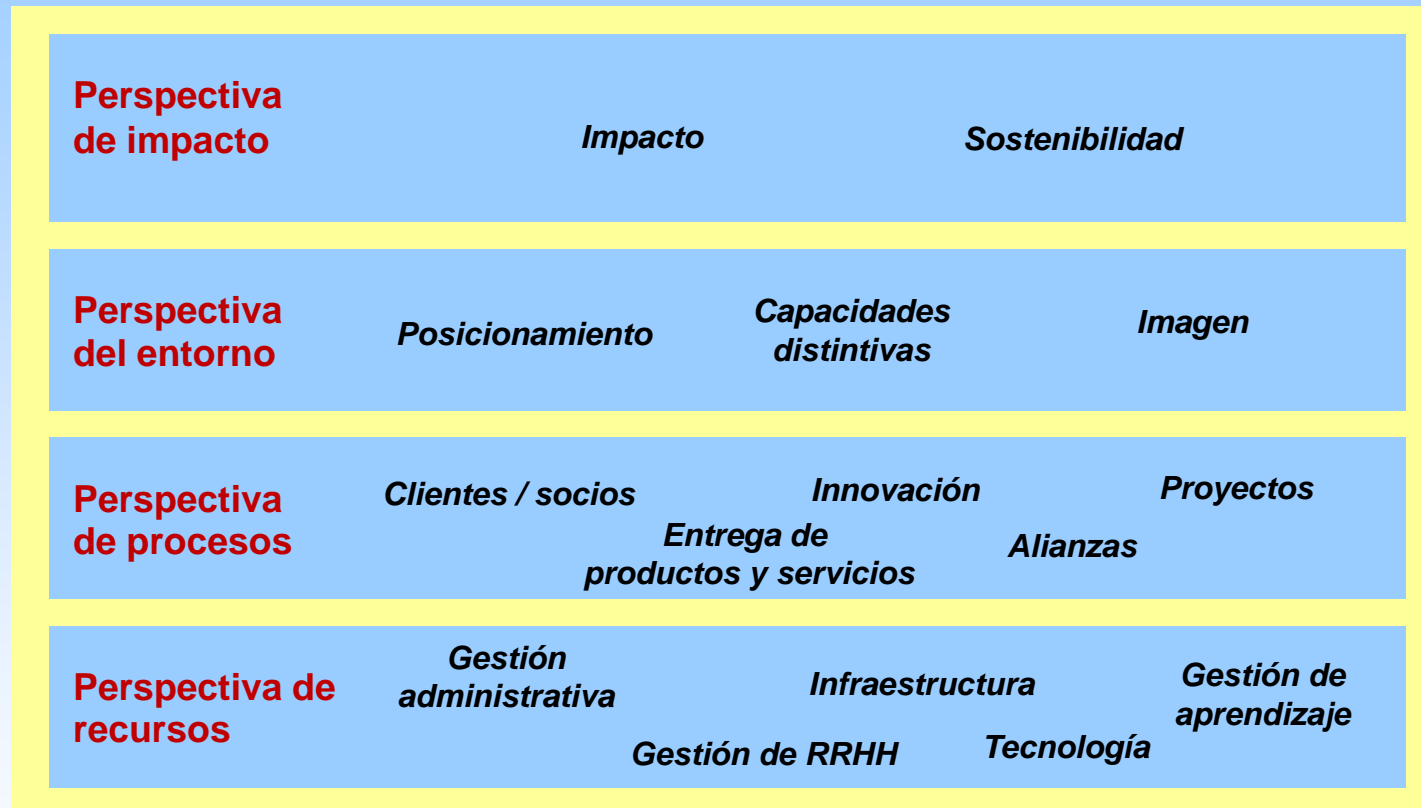 Perspectiva
de impacto
Impacto
Sostenibilidad
Perspectiva
del entorno
Posicionamiento
Capacidades
distintivas
Imagen
Perspectiva
de procesos
Clientes / socios
Innovación
Proyectos
Entrega de
productos y servicios
Alianzas
Perspectiva de
recursos
Gestión
administrativa
Infraestructura
Gestión de
aprendizaje
Gestión de RRHH
Tecnología